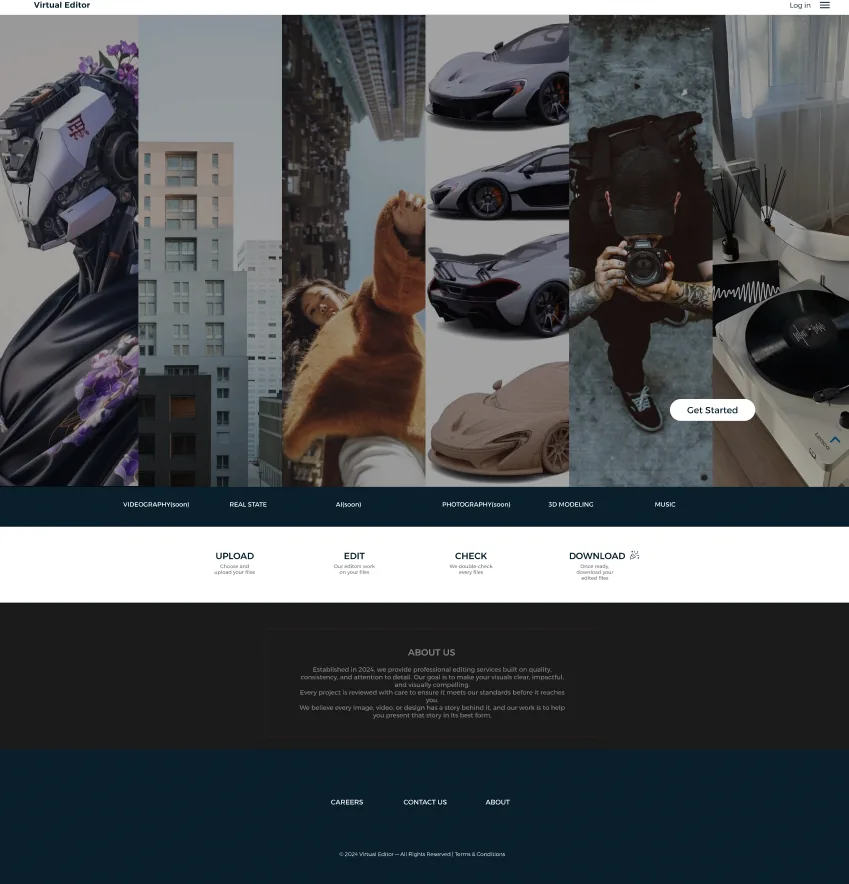 Virtual Editor
Log in
Get Started
VIDEOGRAPHY(soon)
REAL STATE
AI(soon)
PHOTOGRAPHY(soon)
3D MODELING
MUSIC
UPLOAD
Choose and
upload your files
EDIT
Our editors work
on your files
CHECK
We double-check
every files
DOWNLOAD
Once ready,
download your
edited files
ABOUT US
Established in 2024, we provide professional editing services built on quality,
consistency, and attention to detail. Our goal is to make your visuals clear, impactful,
and visually compelling.
Every project is reviewed with care to ensure it meets our standards before it reaches
you.
We believe every image, video, or design has a story behind it, and our work is to help
you present that story in its best form.
CAREERS
CONTACT US
ABOUT
© 2024 Virtual Editor — All Rights Reserved | Terms & Conditions